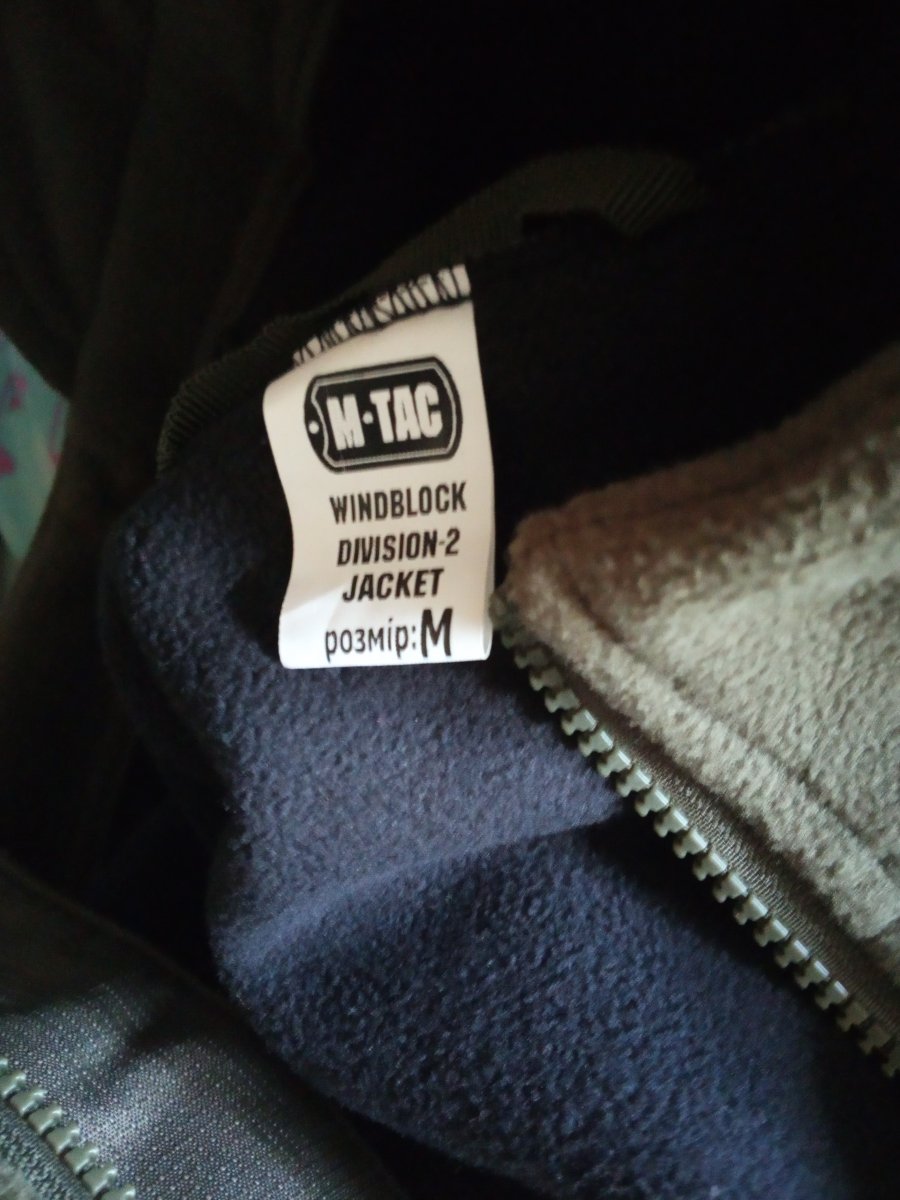 M·TAC
WINDBLOCK
DIVISION-2
JACKET
розмір: M